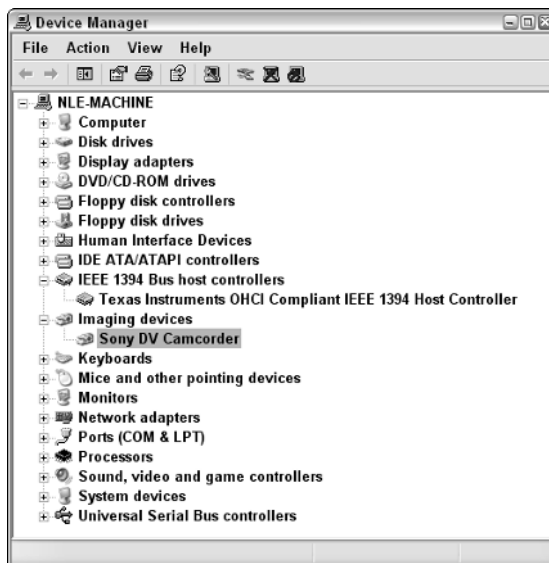 Device Manager
File Action View Help
NLE-MACHINE
Computer
Disk drives
Display adapters
DVD/CD-ROM drives
Floppy disk controllers
Floppy disk drives
Human Interface Devices
IDE ATA/ATAPI controllers
IEEE 1394 Bus host controllers
Texas Instruments OHCI Compliant IEEE 1394 Host Controller
Imaging devices
Sony DV Camcorder
Keyboards
Mice and other pointing devices
Monitors
Network adapters
Ports (COM & LPT)
Processors
Sound, video and game controllers
System devices
Universal Serial Bus controllers